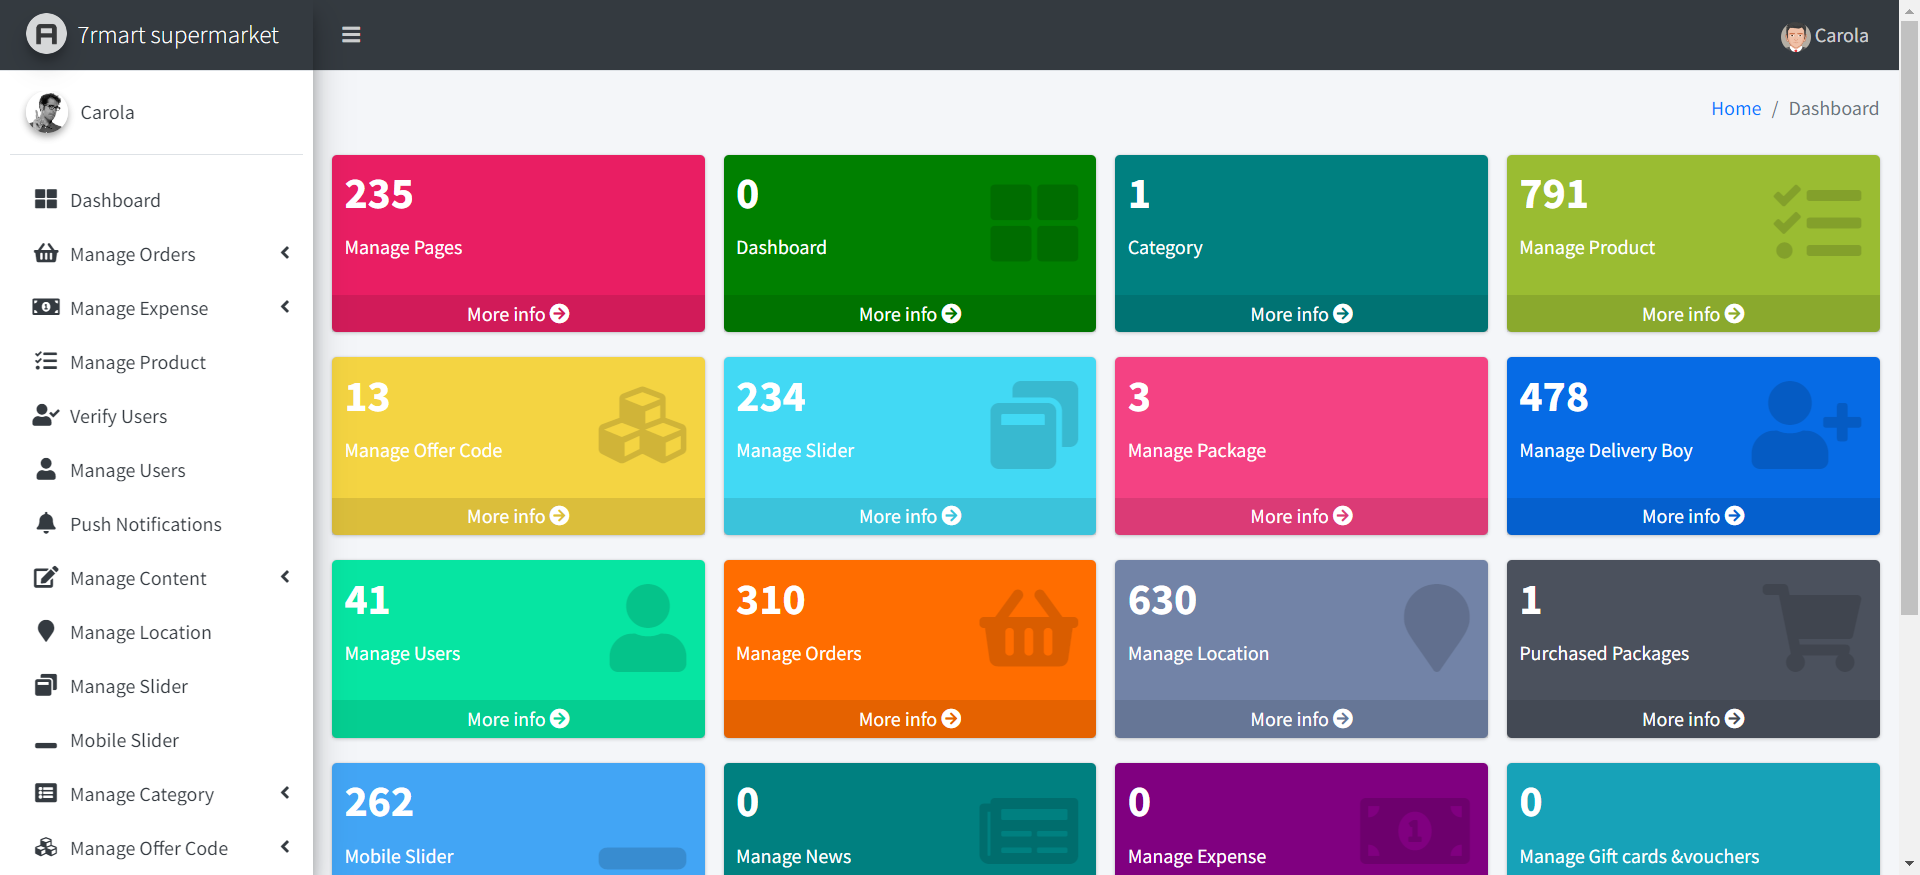 7rmart supermarket
Carola
Carola
Home / Dashboard
Dashboard
Manage Orders
Manage Expense
Manage Product
Verify Users
Manage Users
Push Notifications
Manage Content
Manage Location
Manage Slider
Mobile Slider
Manage Category
Manage Offer Code
235
Manage Pages
More info
0
Dashboard
More info
1
Category
More info
791
Manage Product
More info
13
Manage Offer Code
More info
234
Manage Slider
More info
3
Manage Package
More info
478
Manage Delivery Boy
More info
41
Manage Users
More info
310
Manage Orders
More info
630
Manage Location
More info
1
Purchased Packages
More info
262
Mobile Slider
0
Manage News
0
Manage Expense
0
Manage Gift cards &vouchers